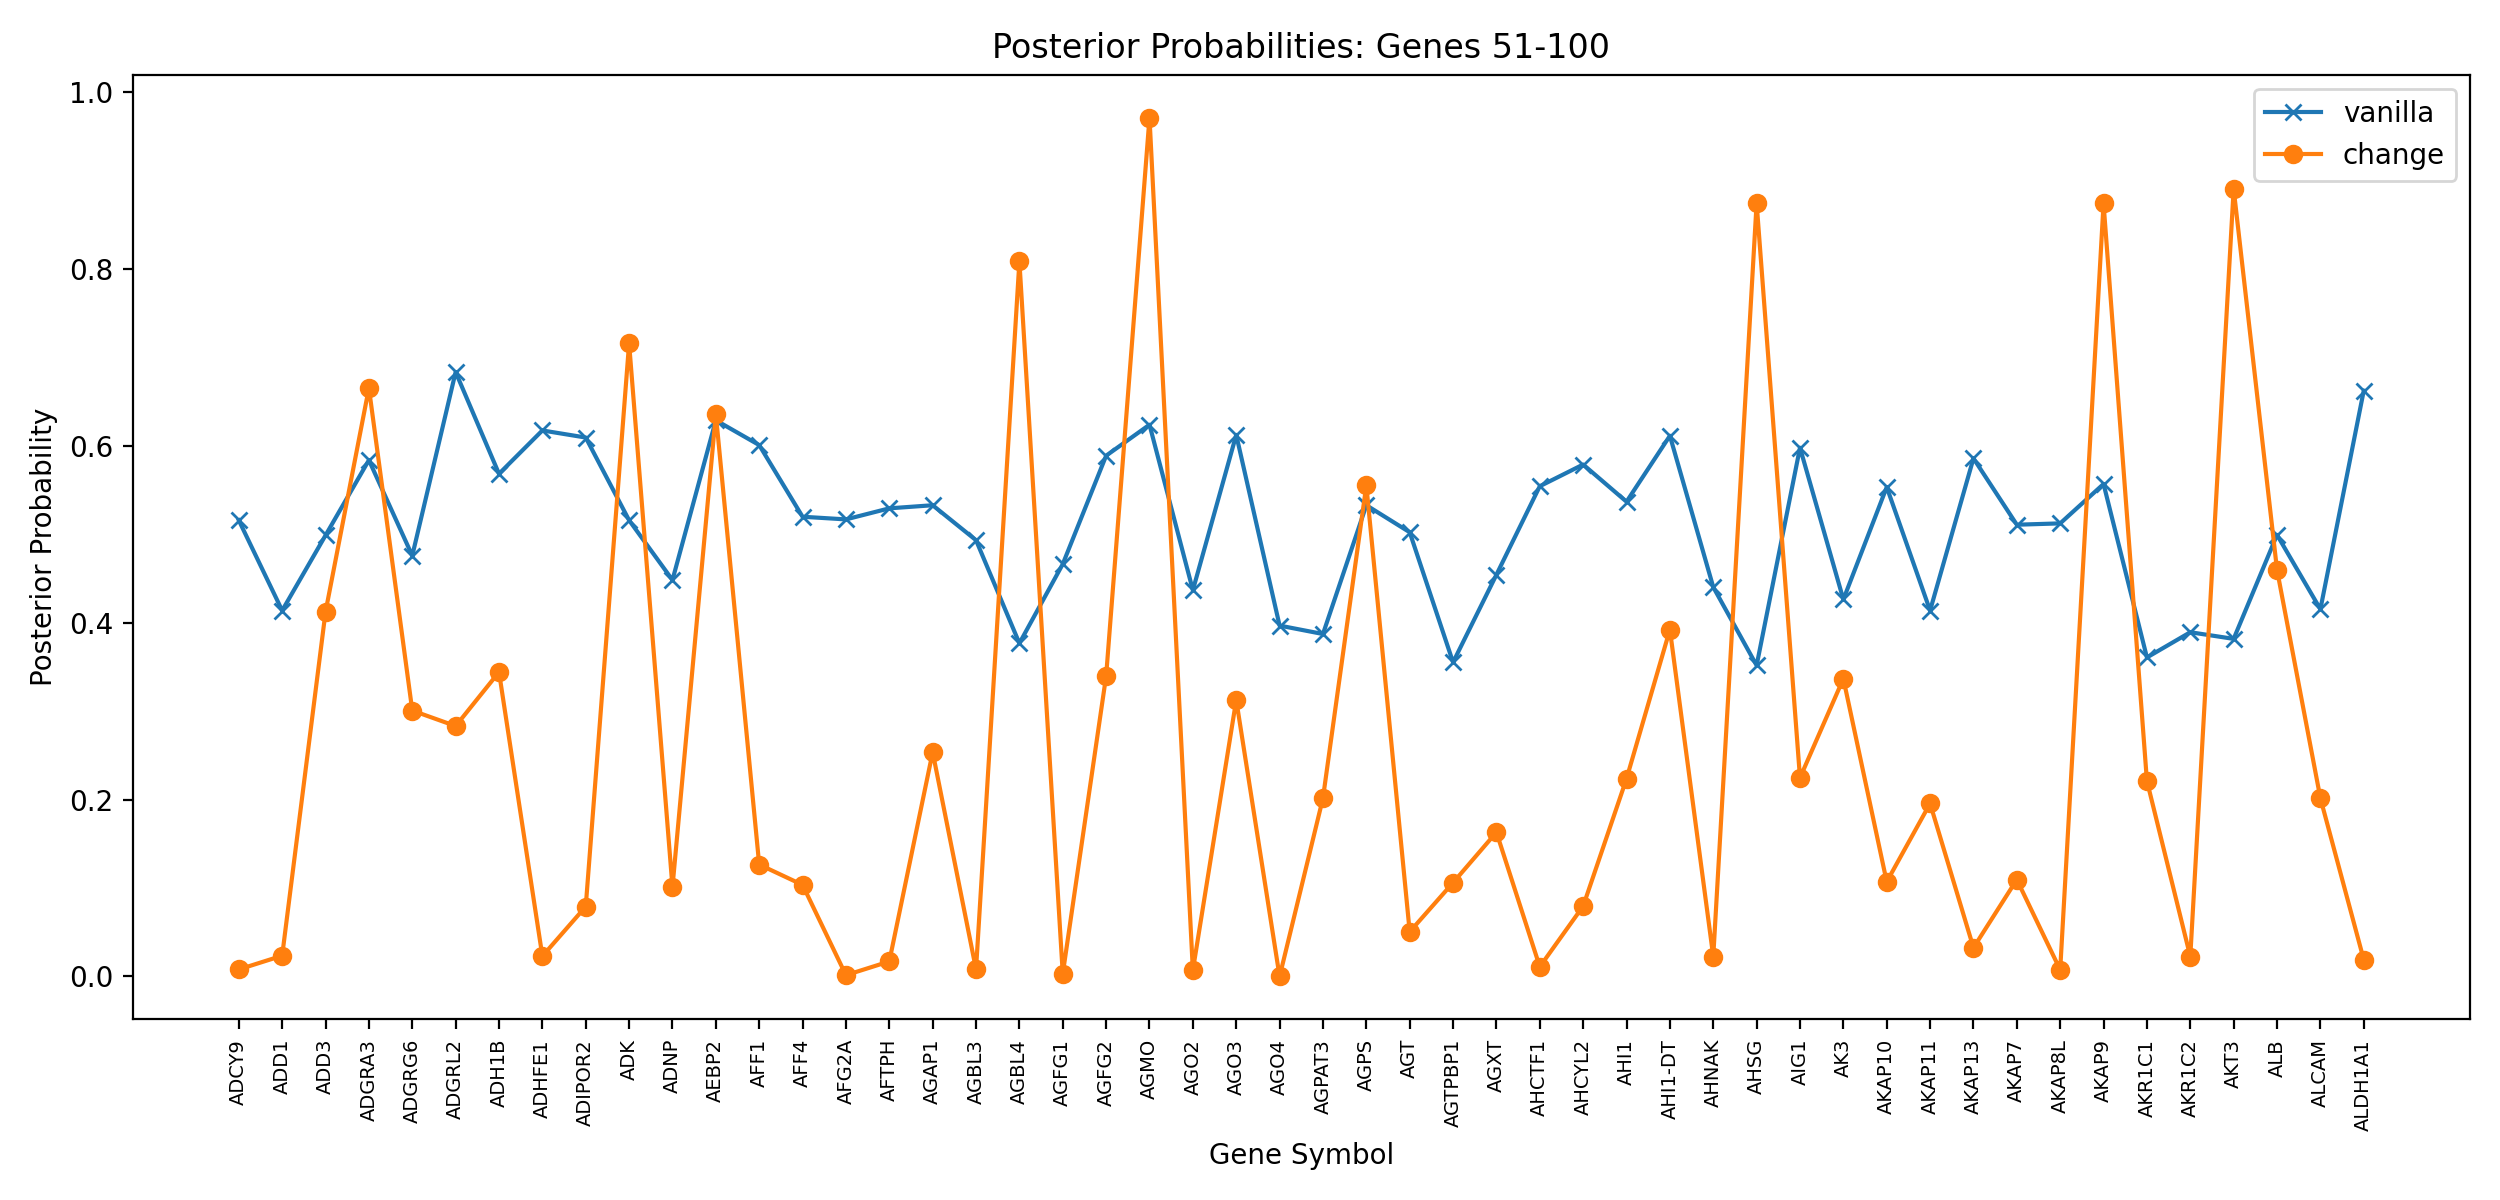 Posterior Probabilities: Genes 51-100
vanilla
change
Posterior Probability
1.0
0.8
0.6
0.4
0.2
0.0
ADCY9
ADD1
ADD3
ADGRA3
ADGRG6
ADGRL2
ADH1B
ADHFE1
ADIPOR2
ADK
ADNP
AEBP2
AFF1
AFF4
AFG2A
AFTPH
AGAP1
AGBL3
AGBL4
AGFG1
AGFG2
AGMO
AGO2
AGO3
AGO4
AGPAT3
AGPS
AGT
AGTPBP1
AGXT
AHCTF1
AHCYL2
AHI1
AHI1-DT
AHNAK
AHSG
AIG1
AK3
AKAP10
AKAP11
AKAP13
AKAP7
AKAP8L
AKAP9
AKR1C1
AKR1C2
AKT3
ALB
ALCAM
ALDH1A1
Gene Symbol